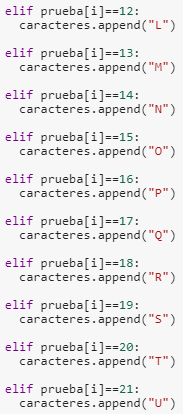 elif prueba[i]==12:
  caracteres.append("L")
elif prueba[i]==13:
  caracteres.append("M")
elif prueba[i]==14:
  caracteres.append("N")
elif prueba[i]==15:
  caracteres.append("O")
elif prueba[i]==16:
  caracteres.append("P")
elif prueba[i]==17:
  caracteres.append("Q")
elif prueba[i]==18:
  caracteres.append("R")
elif prueba[i]==19:
  caracteres.append("S")
elif prueba[i]==20:
  caracteres.append("T")
elif prueba[i]==21:
  caracteres.append("U")